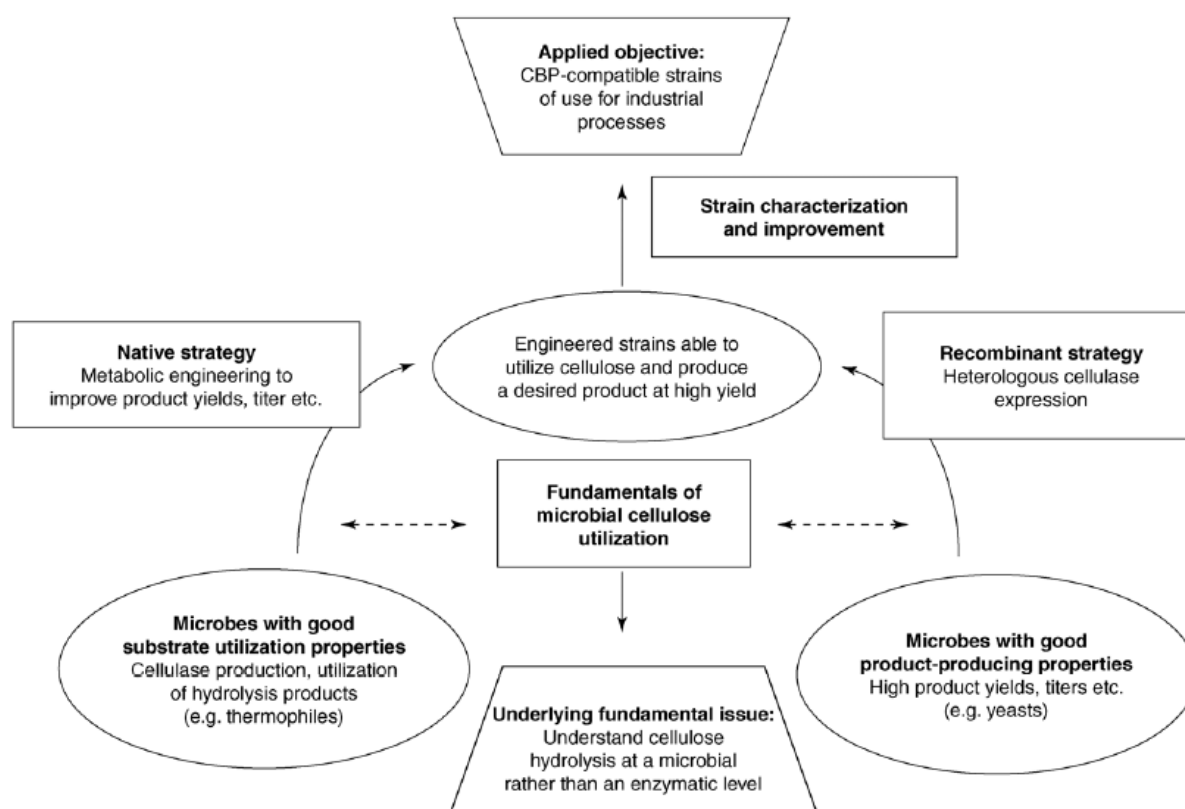 Applied objective:
CBP-compatible strains
of use for industrial
processes
Strain characterization
and improvement
Native strategy
Metabolic engineering to
improve product yields, titer etc.
Engineered strains able to
utilize cellulose and produce
a desired product at high yield
Recombinant strategy
Heterologous cellulase
expression
Fundamentals of
microbial cellulose
utilization
Microbes with good
substrate utilization properties
Cellulase production, utilization
of hydrolysis products
(e.g. thermophiles)
Microbes with good
product-producing properties
High product yields, titers etc.
(e.g. yeasts)
Underlying fundamental issue:
Understand cellulose
hydrolysis at a microbial
rather than an enzymatic level